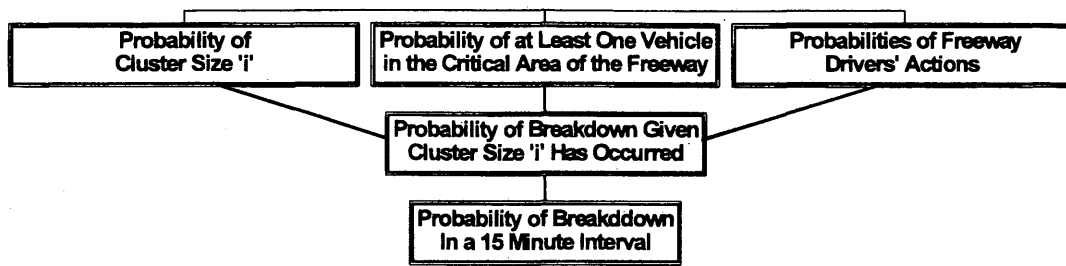 Probability of
Cluster Size 'i'
Probability of at Least One Vehicle
in the Critical Area of the Freeway
Probabilities of Freeway
Drivers' Actions
Probability of Breakdown Given
Cluster Size 'i' Has Occurred
Probability of Breakddown
In a 15 Minute Interval